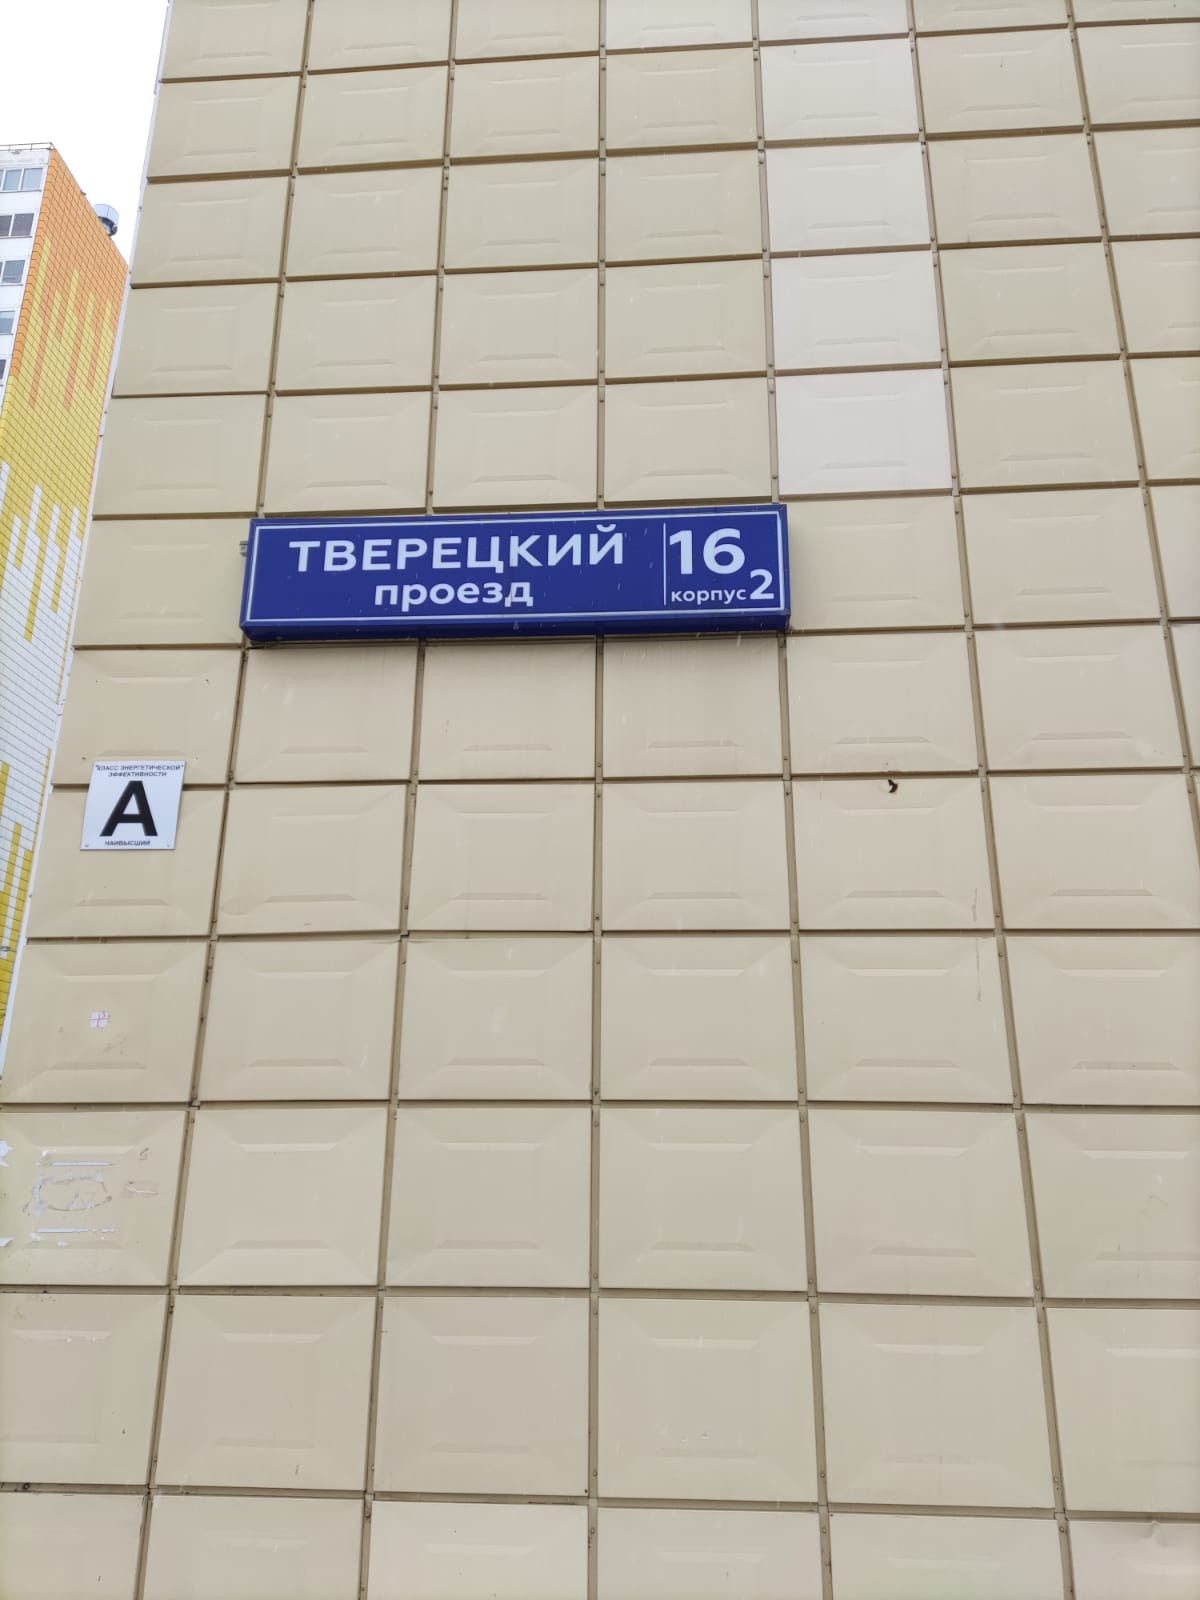 ТВЕРЕЦКИЙ
проезд
16
корпус 2
"КЛАСС ЭНЕРГЕТИЧЕСКОЙ"
ЭФФЕКТИВНОСТИ
А
НАИВЫСШИЙ